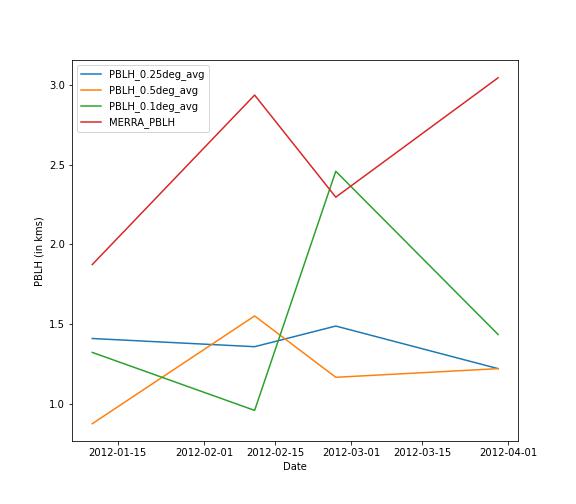 PBLH_0.25deg_avg
PBLH_0.5deg_avg
PBLH_0.1deg_avg
MERRA_PBLH
3.0
2.5
2.0
1.5
1.0
PBLH (in kms)
2012-01-15 2012-02-01 2012-02-15 2012-03-01 2012-03-15 2012-04-01
Date